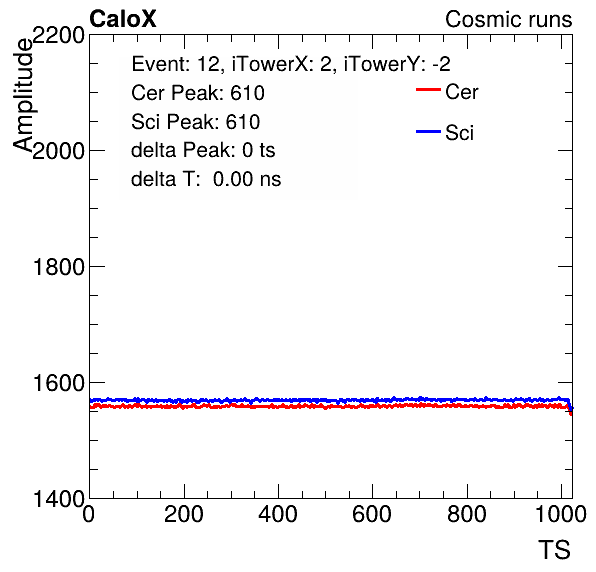 CaloX
Cosmic runs
Amplitude
2200
2000
1800
1600
1400
Event: 12, iTowerX: 2, iTowerY: -2
Cer Peak: 610
Sci Peak: 610
delta Peak: 0 ts
delta T:  0.00 ns
Cer
Sci
0 200 400 600 800 1000
TS